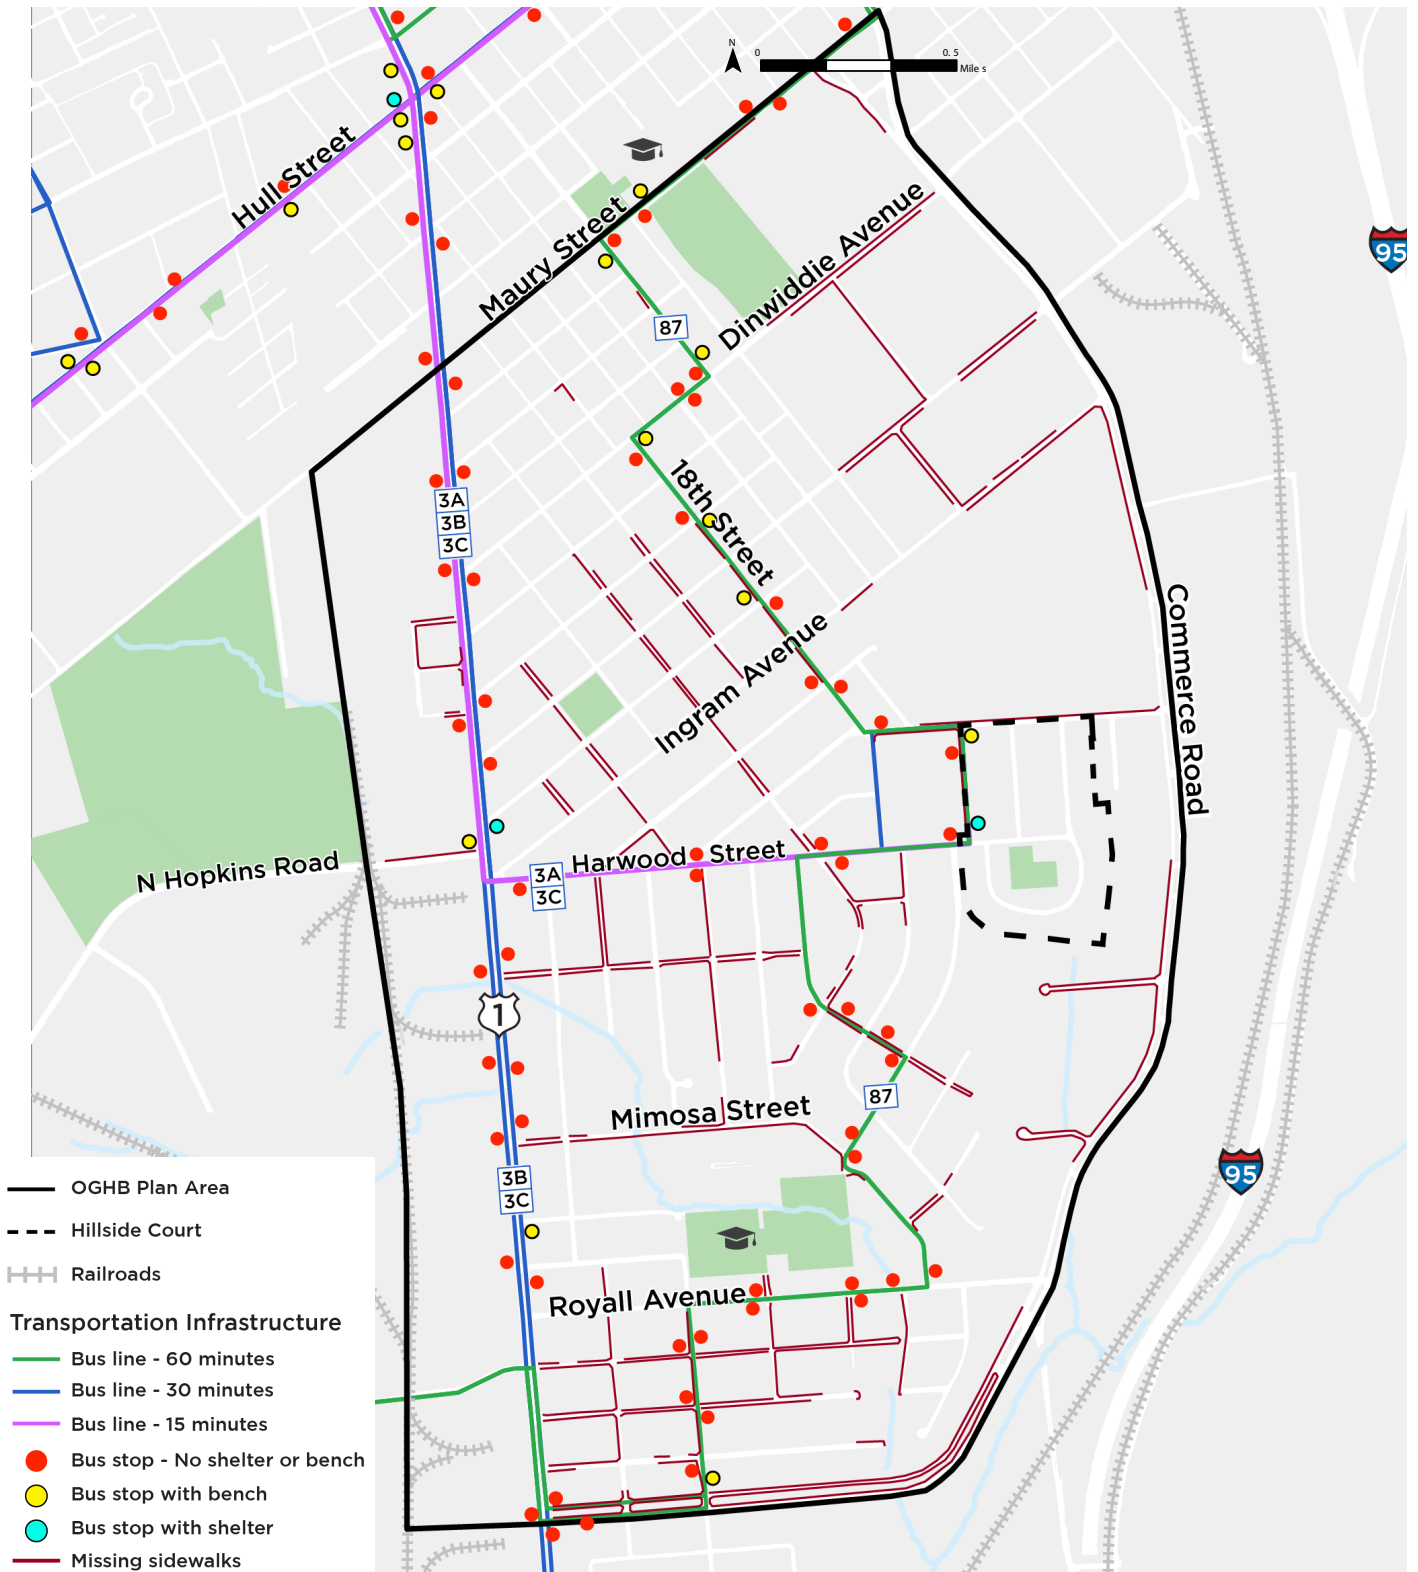 N
0
0. 5
Mile s
Hull Street
Maury Street
95
Dinwiddie Avenue
87
18th Street
3A
3B
3C
Ingram Avenue
Commerce Road
N Hopkins Road
Harwood Street
3A
3C
1
87
Mimosa Street
3B
3C
95
Royall Avenue
OGHB Plan Area
Hillside Court
Railroads
Transportation Infrastructure
Bus line - 60 minutes
Bus line - 30 minutes
Bus line - 15 minutes
Bus stop - No shelter or bench
Bus stop with bench
Bus stop with shelter
Missing sidewalks